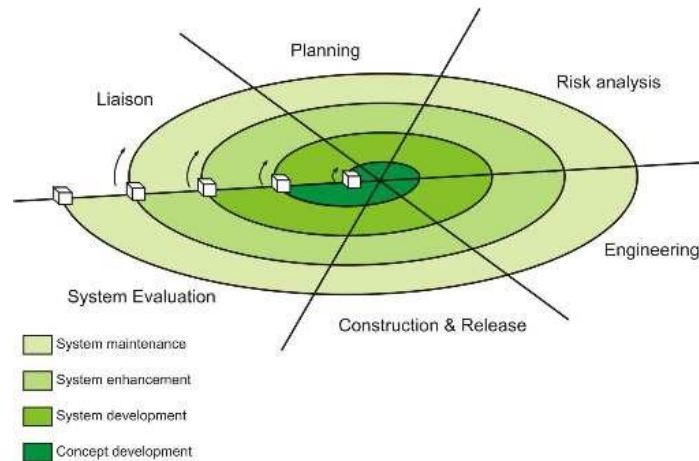 Planning
Risk analysis
Liaison
Engineering
System Evaluation
Construction & Release
System maintenance
System enhancement
System development
Concept development